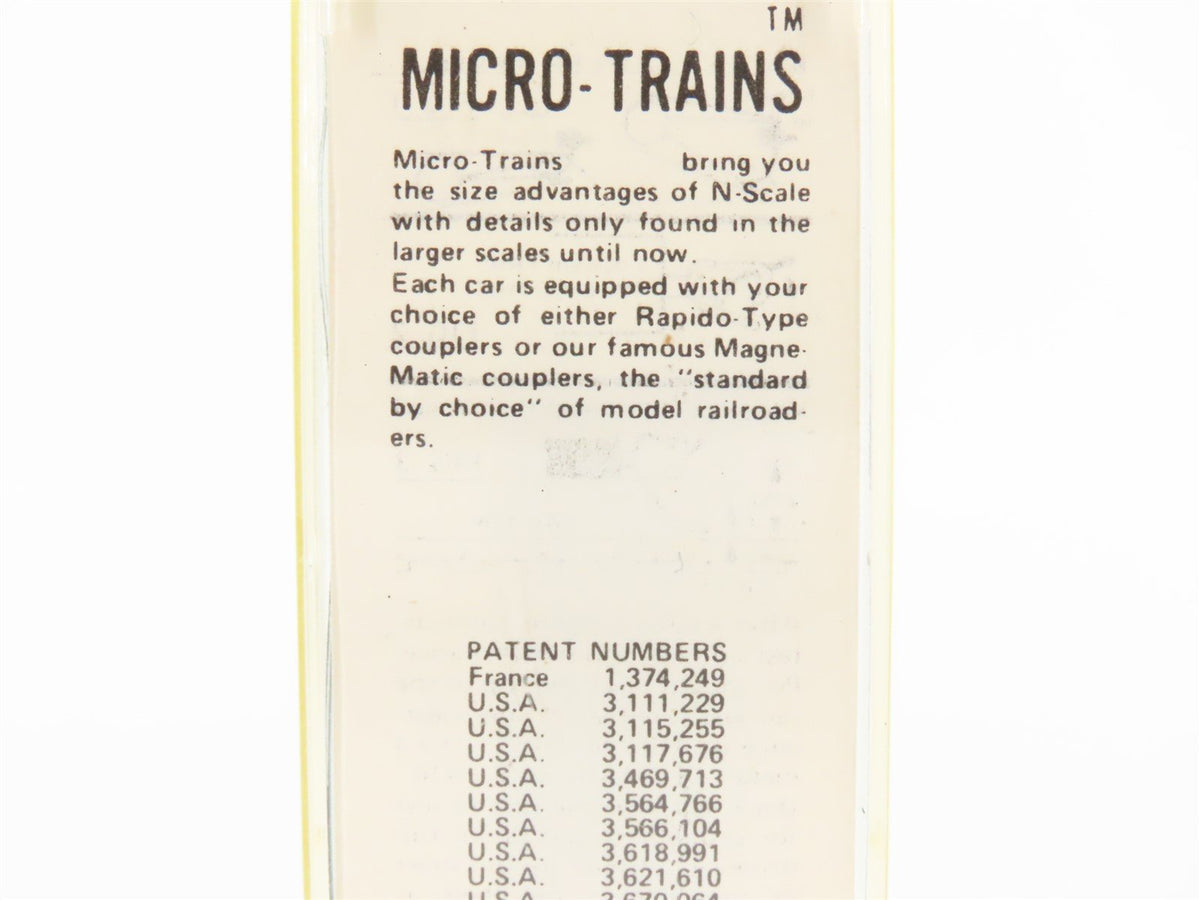 TM
MICRO-TRAINS
Micro-Trains bring you
the size advantages of N-Scale
with details only found in the
larger scales until now.
Each car is equipped with your
choice of either Rapido-Type
couplers or our famous Magne-
Matic couplers, the "standard
by choice" of model railroad-
ers.
PATENT NUMBERS
France 1,374,249
U.S.A. 3,111,229
U.S.A. 3,115,255
U.S.A. 3,117,676
U.S.A. 3,469,713
U.S.A. 3,564,766
U.S.A. 3,566,104
U.S.A. 3,618,991
U.S.A. 3,621,610
U.S.A.